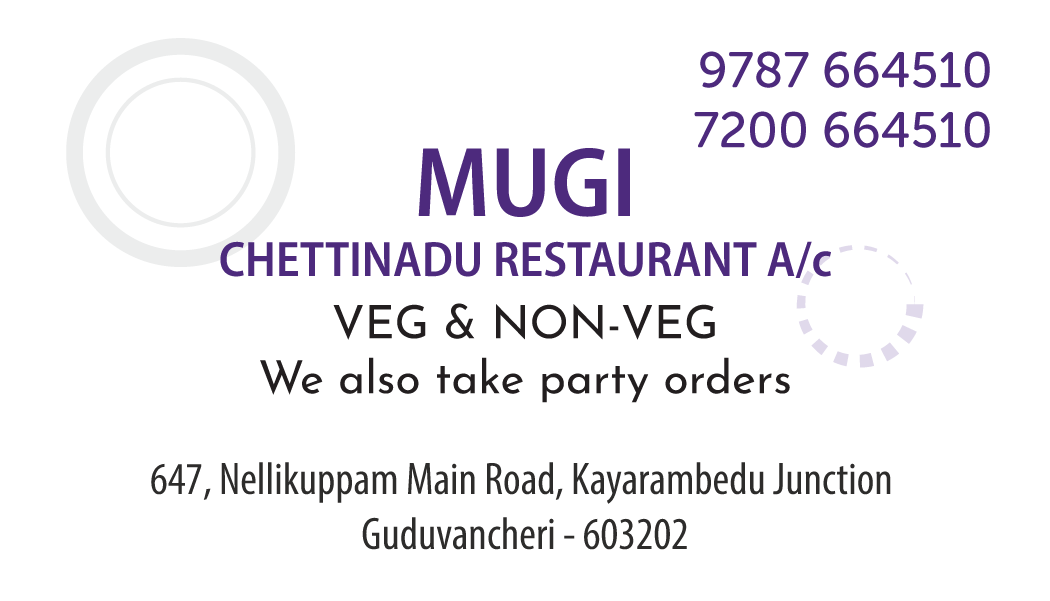 9787 664510
7200 664510
MUGI
CHETTINADU RESTAURANT A/c
VEG & NON-VEG
We also take party orders
647, Nellikuppam Main Road, Kayarambedu Junction
Guduvancheri - 603202